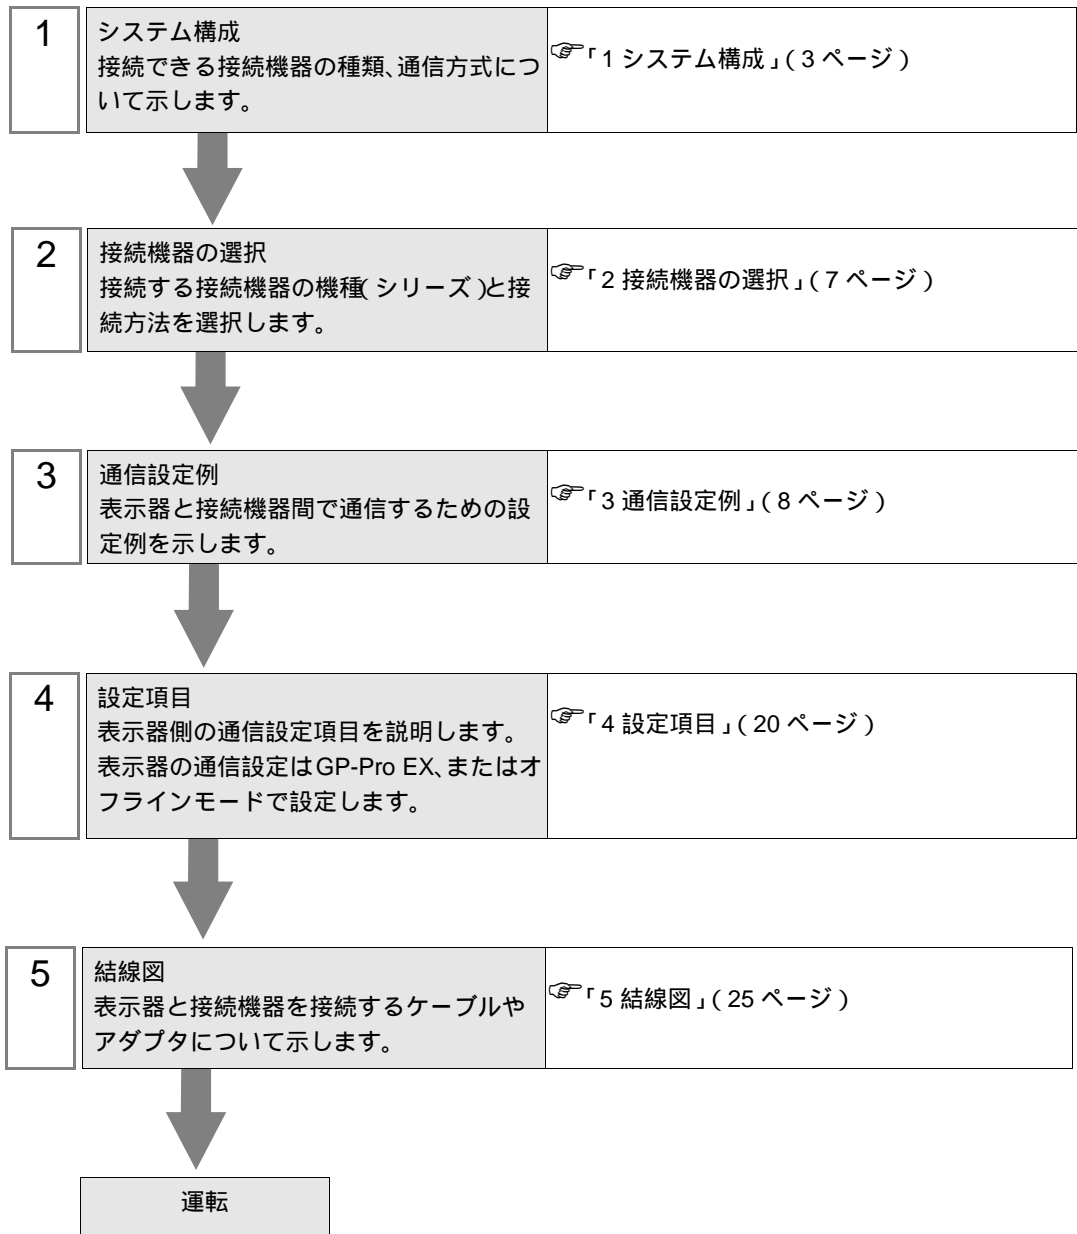 1
システム構成
接続できる接続機器の種類、通信方式につ
いて示します。
☞「1 システム構成」(3 ページ)
2
接続機器の選択
接続する接続機器の機種(シリーズ)と接
続方法を選択します。
☞「2 接続機器の選択」(7 ページ)
3
通信設定例
表示器と接続機器間で通信するための設
定例を示します。
☞「3 通信設定例」(8 ページ)
4
設定項目
表示器側の通信設定項目を説明します。
表示器の通信設定はGP-Pro EX、またはオ
フラインモードで設定します。
☞「4 設定項目」(20 ページ)
5
結線図
表示器と接続機器を接続するケーブルや
アダプタについて示します。
☞「5 結線図」(25 ページ)
運転